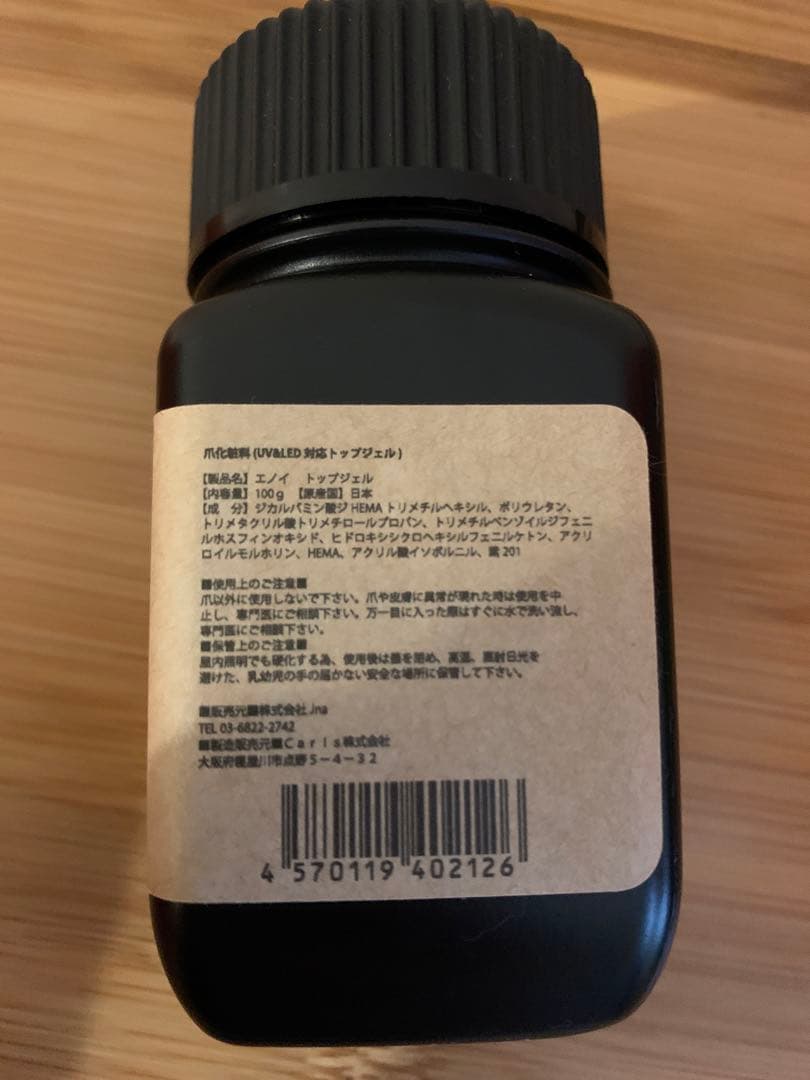 爪化粧料(UV&LED対応トップジェル)
【製品名】エノイ　トップジェル
【内容量】100g　【原産国】日本
【成　分】ジカルバミン酸ジHEMAトリメチルヘキシル、ポリウレタン、
トリメタクリル酸トリメチロールプロパン、トリメチルベンゾイルジフェニ
ルホスフィンオキシド、ヒドロキシシクロヘキシルフェニルケトン、アクリ
ロイルモルホリン、HEMA、アクリル酸イソボルニル、紫201
■使用上のご注意■
爪以外に使用しないで下さい。爪や皮膚に異常が現れた時は使用を中
止し、専門医にご相談下さい。万一目に入った際はすぐに水で洗い流し、
専門医にご相談下さい。
■保管上のご注意■
屋内照明でも硬化する為、使用後は蓋を閉め、高温、直射日光を
避けた、乳幼児の手の届かない安全な場所に保管して下さい。
■販売元■株式会社Jna
TEL 03-6822-2742
■製造販売元■Ｃａｒｌｓ株式会社
大阪府寝屋川市点野５－４－３２
4 570119 402126